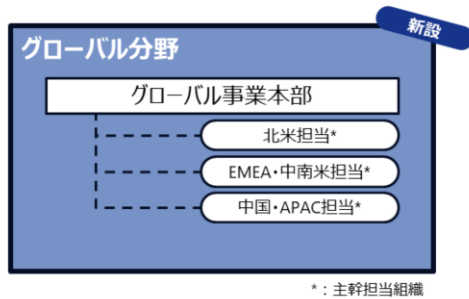 新設
グローバル分野
グローバル事業本部
北米担当*
EMEA・中南米担当*
中国・APAC担当*
*：主幹担当組織